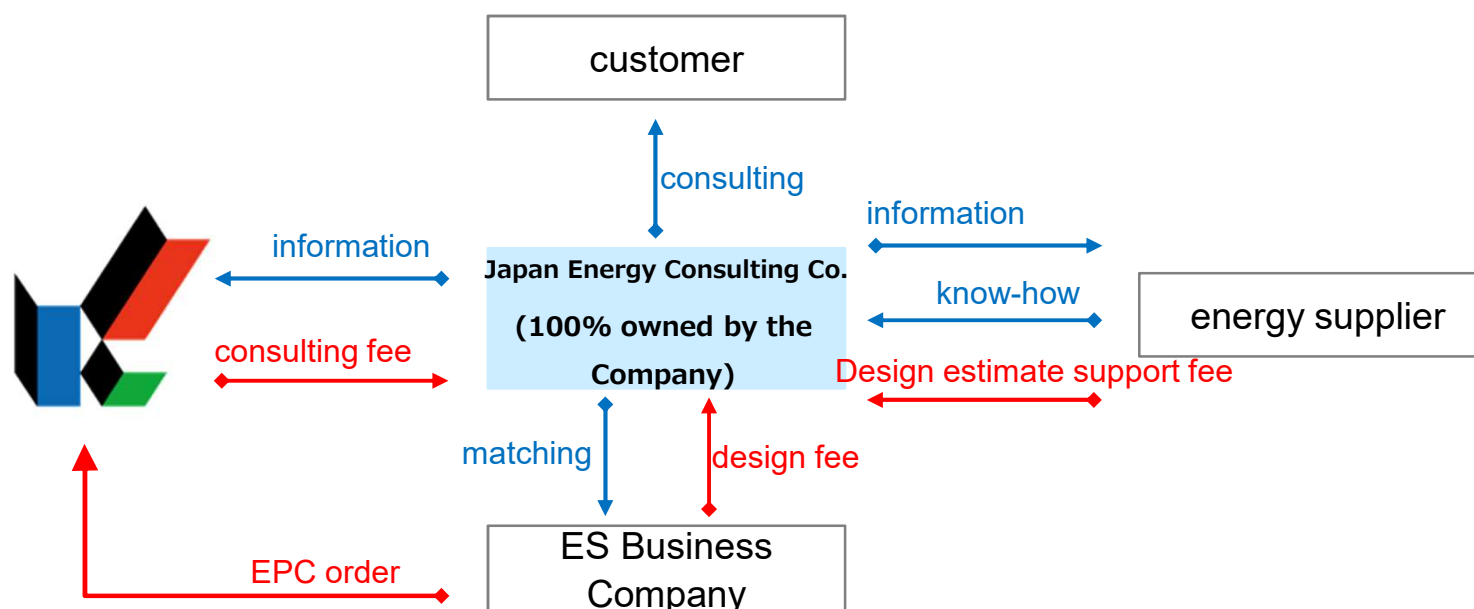 customer
consulting
information
information
Japan Energy Consulting Co.
(100% owned by the
Company)
know-how
energy supplier
consulting fee
Design estimate support fee
matching
design fee
ES Business
Company
EPC order